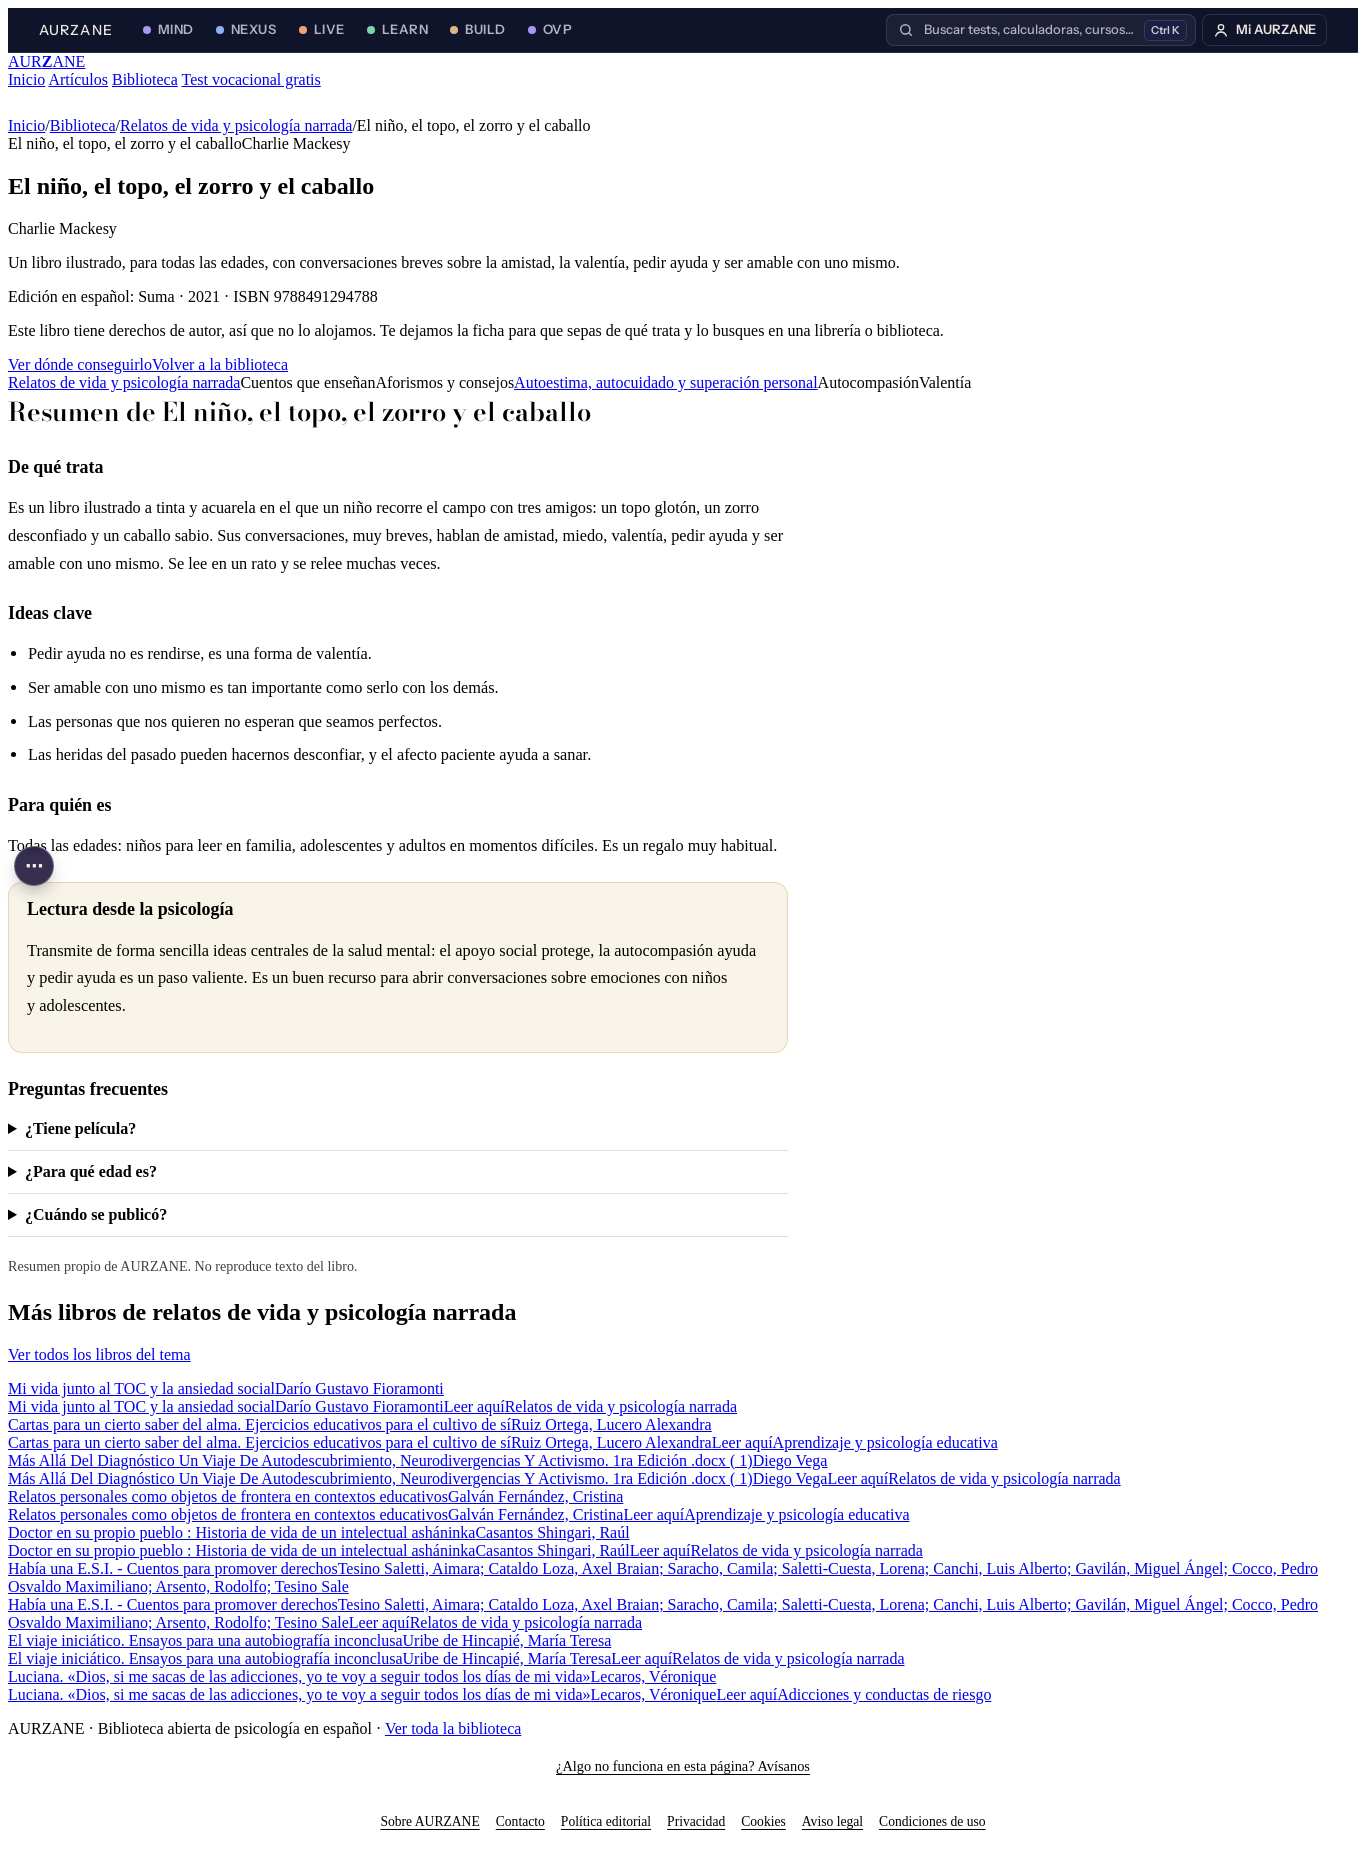 AURZANE
MIND
NEXUS
LIVE
LEARN
BUILD
OVP
Buscar tests, calculadoras, cursos...
Ctrl K
Mi AURZANE
AURZANE
Inicio Artículos Biblioteca Test vocacional gratis
Inicio/Biblioteca/Relatos de vida y psicología narrada/El niño, el topo, el zorro y el caballo
El niño, el topo, el zorro y el caballoCharlie Mackesy
El niño, el topo, el zorro y el caballo
Charlie Mackesy
Un libro ilustrado, para todas las edades, con conversaciones breves sobre la amistad, la valentía, pedir ayuda y ser amable con uno mismo.
Edición en español: Suma · 2021 · ISBN 9788491294788
Este libro tiene derechos de autor, así que no lo alojamos. Te dejamos la ficha para que sepas de qué trata y lo busques en una librería o biblioteca.
Ver dónde conseguirloVolver a la biblioteca
Relatos de vida y psicología narradaCuentos que enseñanAforismos y consejosAutoestima, autocuidado y superación personalAutocompasiónValentía
Resumen de El niño, el topo, el zorro y el caballo
De qué trata
Es un libro ilustrado a tinta y acuarela en el que un niño recorre el campo con tres amigos: un topo glotón, un zorro
desconfiado y un caballo sabio. Sus conversaciones, muy breves, hablan de amistad, miedo, valentía, pedir ayuda y ser
amable con uno mismo. Se lee en un rato y se relee muchas veces.
Ideas clave
• Pedir ayuda no es rendirse, es una forma de valentía.
• Ser amable con uno mismo es tan importante como serlo con los demás.
• Las personas que nos quieren no esperan que seamos perfectos.
• Las heridas del pasado pueden hacernos desconfiar, y el afecto paciente ayuda a sanar.
Para quién es
Todas las edades: niños para leer en familia, adolescentes y adultos en momentos difíciles. Es un regalo muy habitual.
Lectura desde la psicología
Transmite de forma sencilla ideas centrales de la salud mental: el apoyo social protege, la autocompasión ayuda
y pedir ayuda es un paso valiente. Es un buen recurso para abrir conversaciones sobre emociones con niños
y adolescentes.
Preguntas frecuentes
¿Tiene película?
¿Para qué edad es?
¿Cuándo se publicó?
Resumen propio de AURZANE. No reproduce texto del libro.
Más libros de relatos de vida y psicología narrada
Ver todos los libros del tema
Mi vida junto al TOC y la ansiedad socialDarío Gustavo Fioramonti
Mi vida junto al TOC y la ansiedad socialDarío Gustavo FioramontiLeer aquíRelatos de vida y psicología narrada
Cartas para un cierto saber del alma. Ejercicios educativos para el cultivo de síRuiz Ortega, Lucero Alexandra
Cartas para un cierto saber del alma. Ejercicios educativos para el cultivo de síRuiz Ortega, Lucero AlexandraLeer aquíAprendizaje y psicología educativa
Más Allá Del Diagnóstico Un Viaje De Autodescubrimiento, Neurodivergencias Y Activismo. 1ra Edición .docx ( 1)Diego Vega
Más Allá Del Diagnóstico Un Viaje De Autodescubrimiento, Neurodivergencias Y Activismo. 1ra Edición .docx ( 1)Diego VegaLeer aquíRelatos de vida y psicología narrada
Relatos personales como objetos de frontera en contextos educativosGalván Fernández, Cristina
Relatos personales como objetos de frontera en contextos educativosGalván Fernández, CristinaLeer aquíAprendizaje y psicología educativa
Doctor en su propio pueblo : Historia de vida de un intelectual asháninkaCasantos Shingari, Raúl
Doctor en su propio pueblo : Historia de vida de un intelectual asháninkaCasantos Shingari, RaúlLeer aquíRelatos de vida y psicología narrada
Había una E.S.I. - Cuentos para promover derechosTesino Saletti, Aimara; Cataldo Loza, Axel Braian; Saracho, Camila; Saletti-Cuesta, Lorena; Canchi, Luis Alberto; Gavilán, Miguel Ángel; Cocco, Pedro
Osvaldo Maximiliano; Arsento, Rodolfo; Tesino Sale
Había una E.S.I. - Cuentos para promover derechosTesino Saletti, Aimara; Cataldo Loza, Axel Braian; Saracho, Camila; Saletti-Cuesta, Lorena; Canchi, Luis Alberto; Gavilán, Miguel Ángel; Cocco, Pedro
Osvaldo Maximiliano; Arsento, Rodolfo; Tesino SaleLeer aquíRelatos de vida y psicología narrada
El viaje iniciático. Ensayos para una autobiografía inconclusaUribe de Hincapié, María Teresa
El viaje iniciático. Ensayos para una autobiografía inconclusaUribe de Hincapié, María TeresaLeer aquíRelatos de vida y psicología narrada
Luciana. «Dios, si me sacas de las adicciones, yo te voy a seguir todos los días de mi vida»Lecaros, Véronique
Luciana. «Dios, si me sacas de las adicciones, yo te voy a seguir todos los días de mi vida»Lecaros, VéroniqueLeer aquíAdicciones y conductas de riesgo
AURZANE · Biblioteca abierta de psicología en español · Ver toda la biblioteca
¿Algo no funciona en esta página? Avísanos
Sobre AURZANE Contacto Política editorial Privacidad Cookies Aviso legal Condiciones de uso